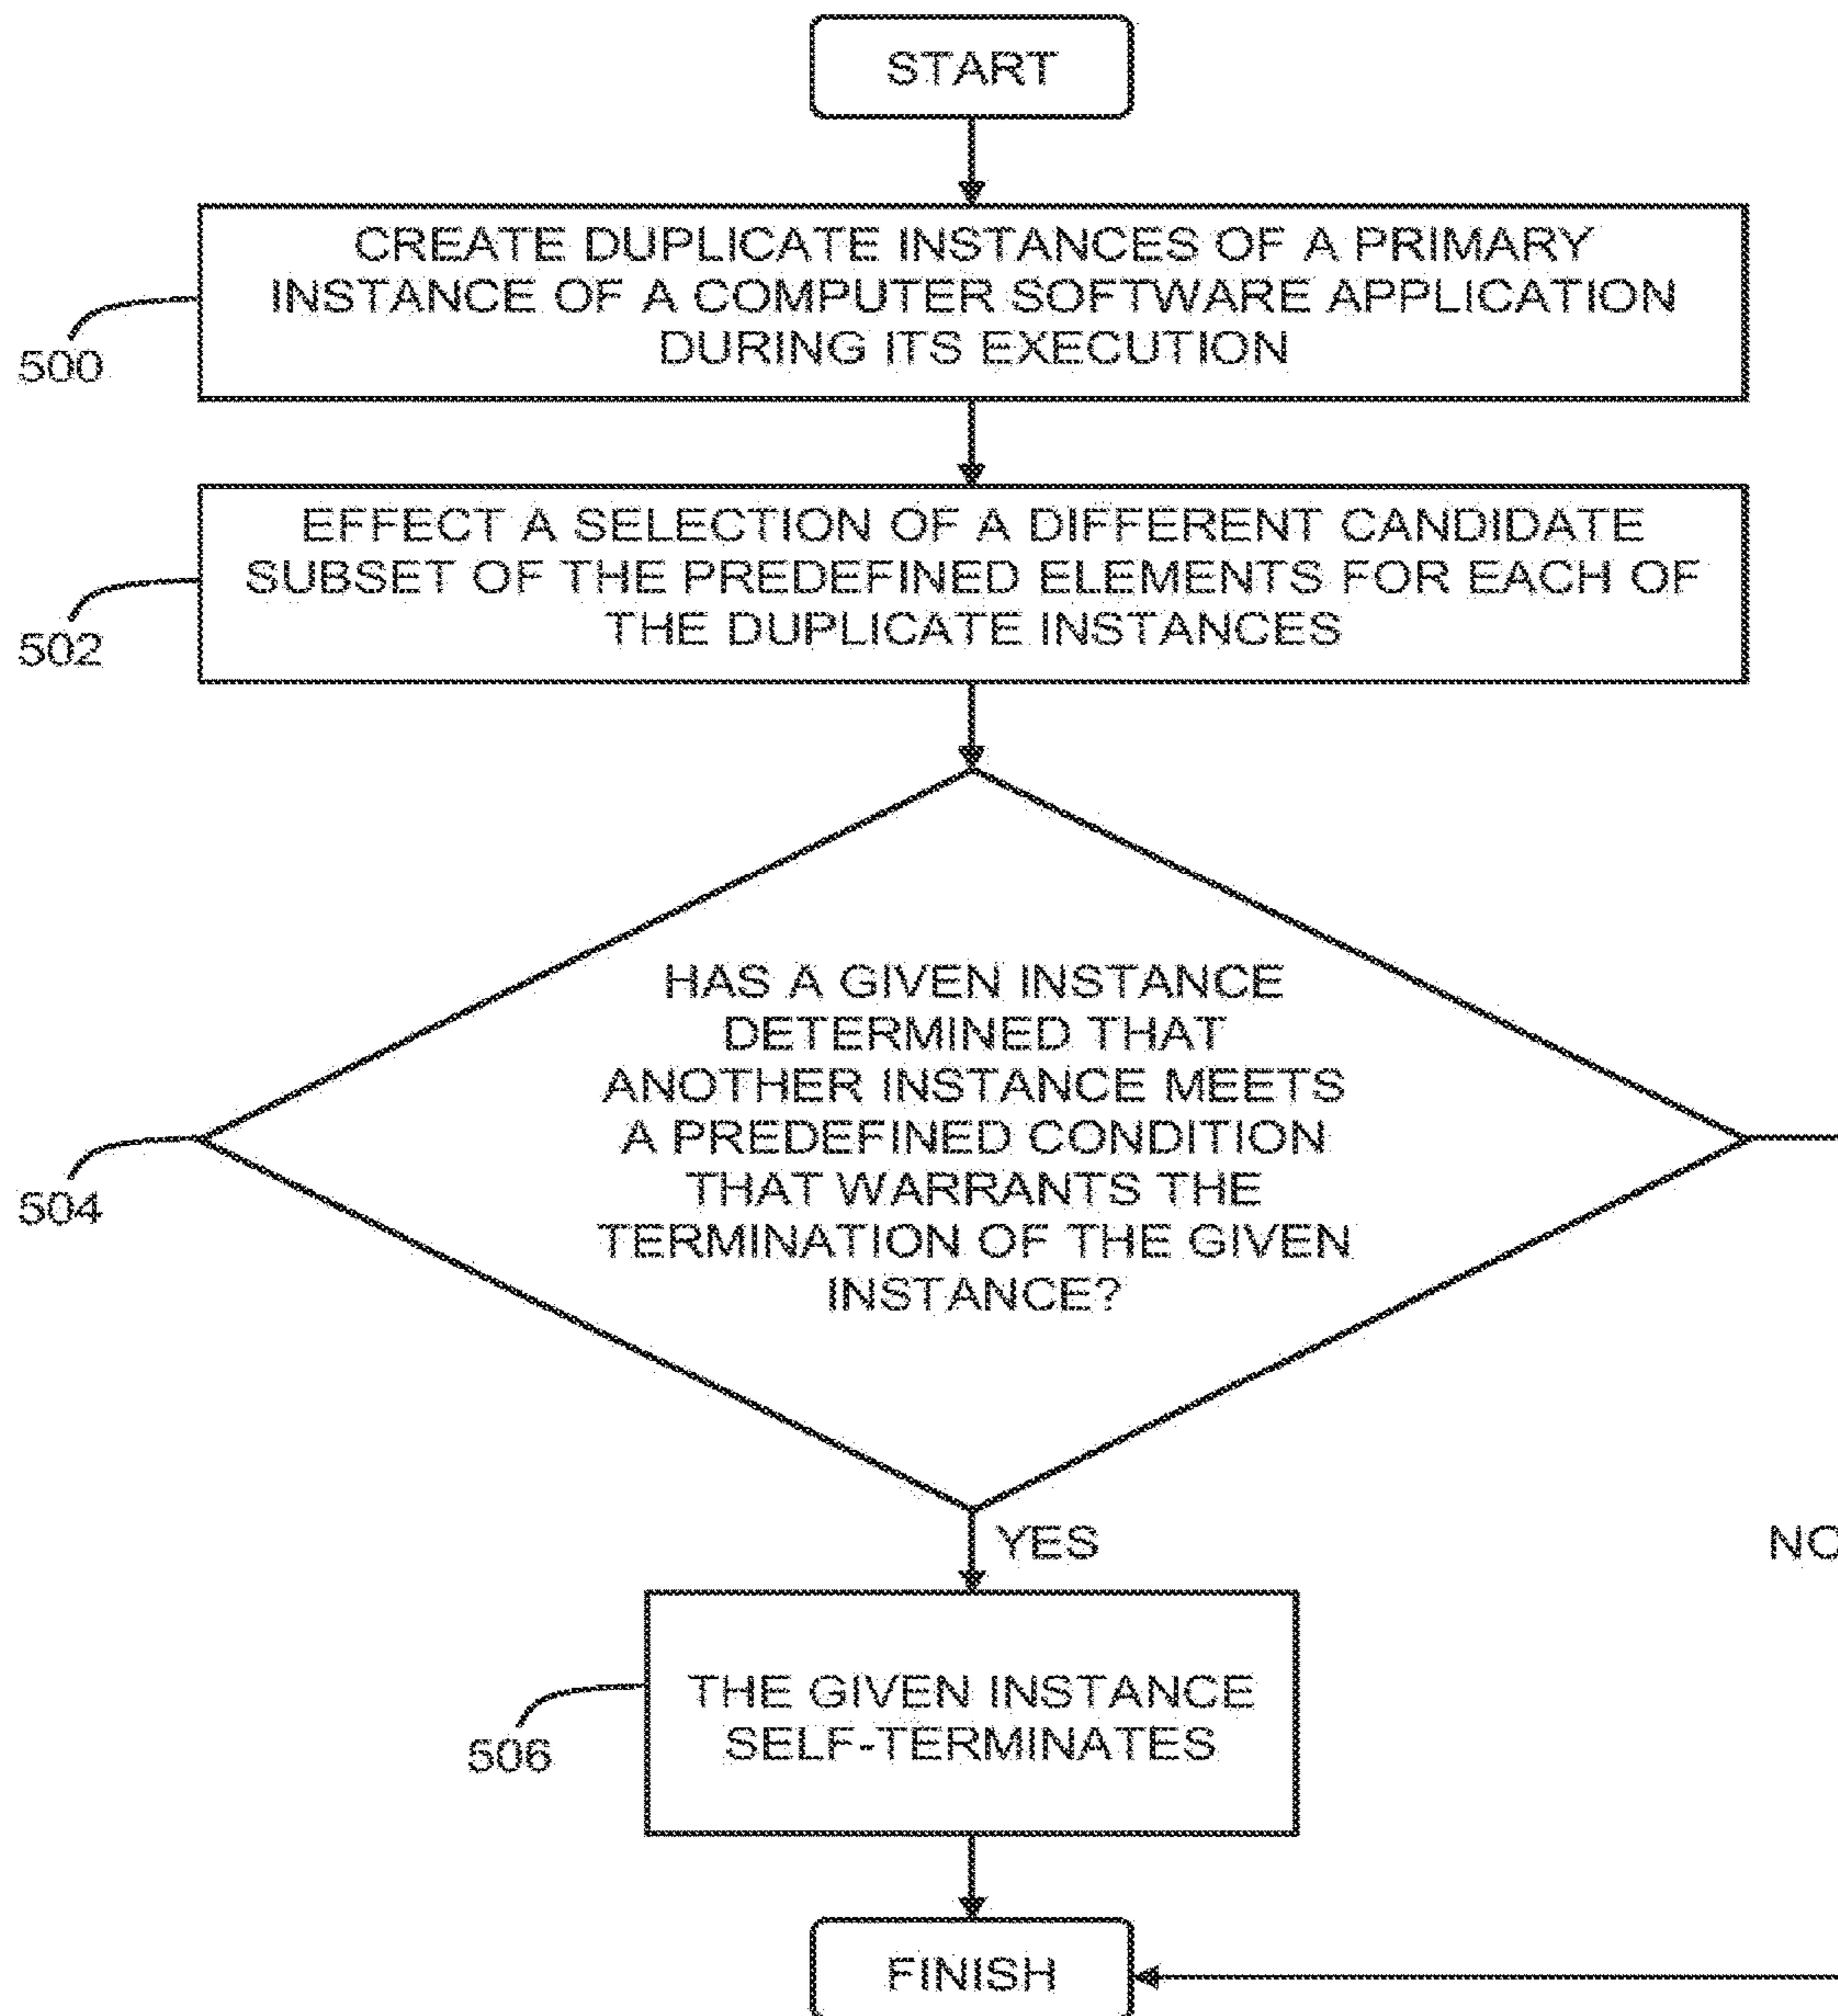 START
CREATE DUPLICATE INSTANCES OF A PRIMARY
INSTANCE OF A COMPUTER SOFTWARE APPLICATION
DURING ITS EXECUTION
500
EFFECT A SELECTION OF A DIFFERENT CANDIDATE
SUBSET OF THE PREDEFINED ELEMENTS FOR EACH OF
THE DUPLICATE INSTANCES
502
HAS A GIVEN INSTANCE
DETERMINED THAT
ANOTHER INSTANCE MEETS
A PREDEFINED CONDITION
THAT WARRANTS THE
TERMINATION OF THE GIVEN
INSTANCE?
504
YES
NO
THE GIVEN INSTANCE
SELF-TERMINATES
506
FINISH